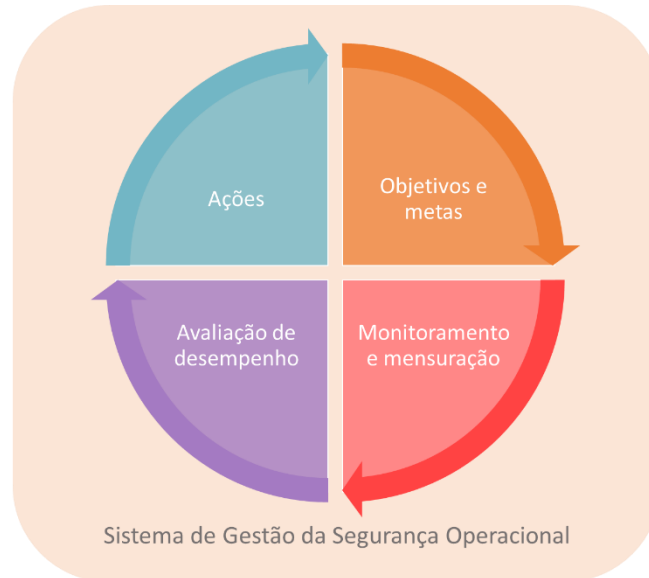 Ações
Objetivos e
metas
Avaliação de
desempenho
Monitoramento
e mensuração
Sistema de Gestão da Segurança Operacional